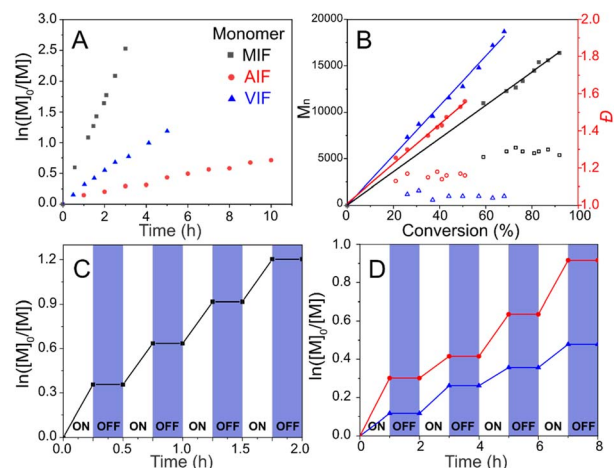 A
Monomer
MIF
AIF
VIF
ln([M]₀/[M])
3.0
2.5
2.0
1.5
1.0
0.5
0.0
0 2 4 6 8 10
Time (h)
B
Mn
20000
15000
10000
5000
0
0 20 40 60 80 100
Conversion (%)
2.0
1.8
1.6
1.4
1.2
1.0
Đ
C
ln([M]₀/[M])
1.2
0.9
0.6
0.3
0.0
ON OFF ON OFF ON OFF ON OFF
0.0 0.5 1.0 1.5 2.0
Time (h)
D
ln([M]₀/[M])
1.0
0.8
0.6
0.4
0.2
0.0
ON OFF ON OFF ON OFF ON OFF
0 2 4 6 8
Time (h)